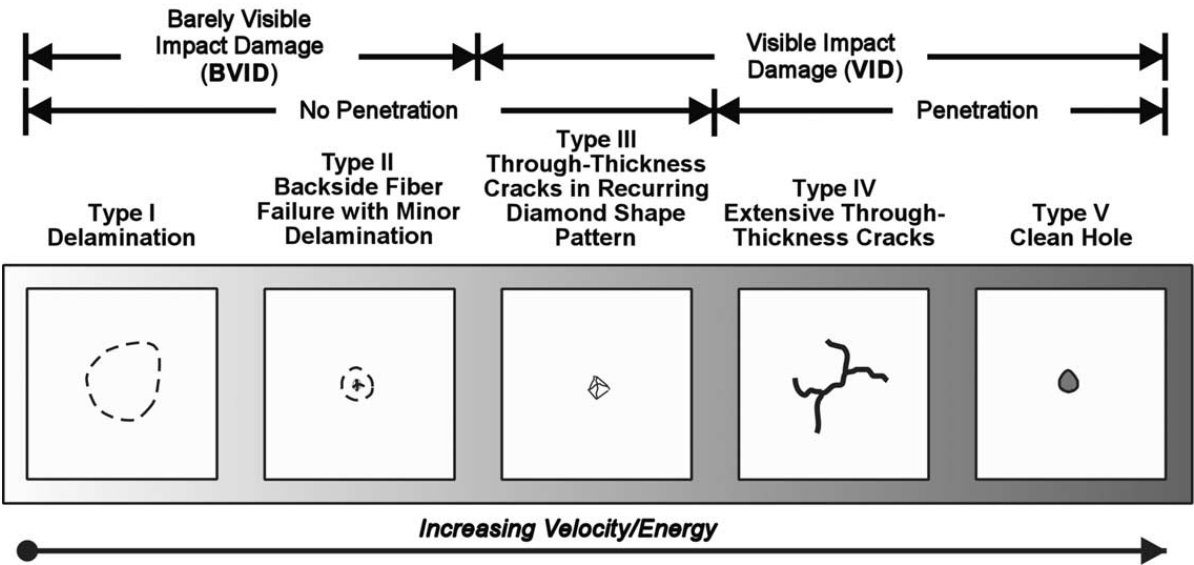 Barely Visible
Impact Damage
(BVID)
Visible Impact
Damage (VID)
No Penetration
Penetration
Type I
Delamination
Type II
Backside Fiber
Failure with Minor
Delamination
Type III
Through-Thickness
Cracks in Recurring
Diamond Shape
Pattern
Type IV
Extensive Through-
Thickness Cracks
Type V
Clean Hole
Increasing Velocity/Energy